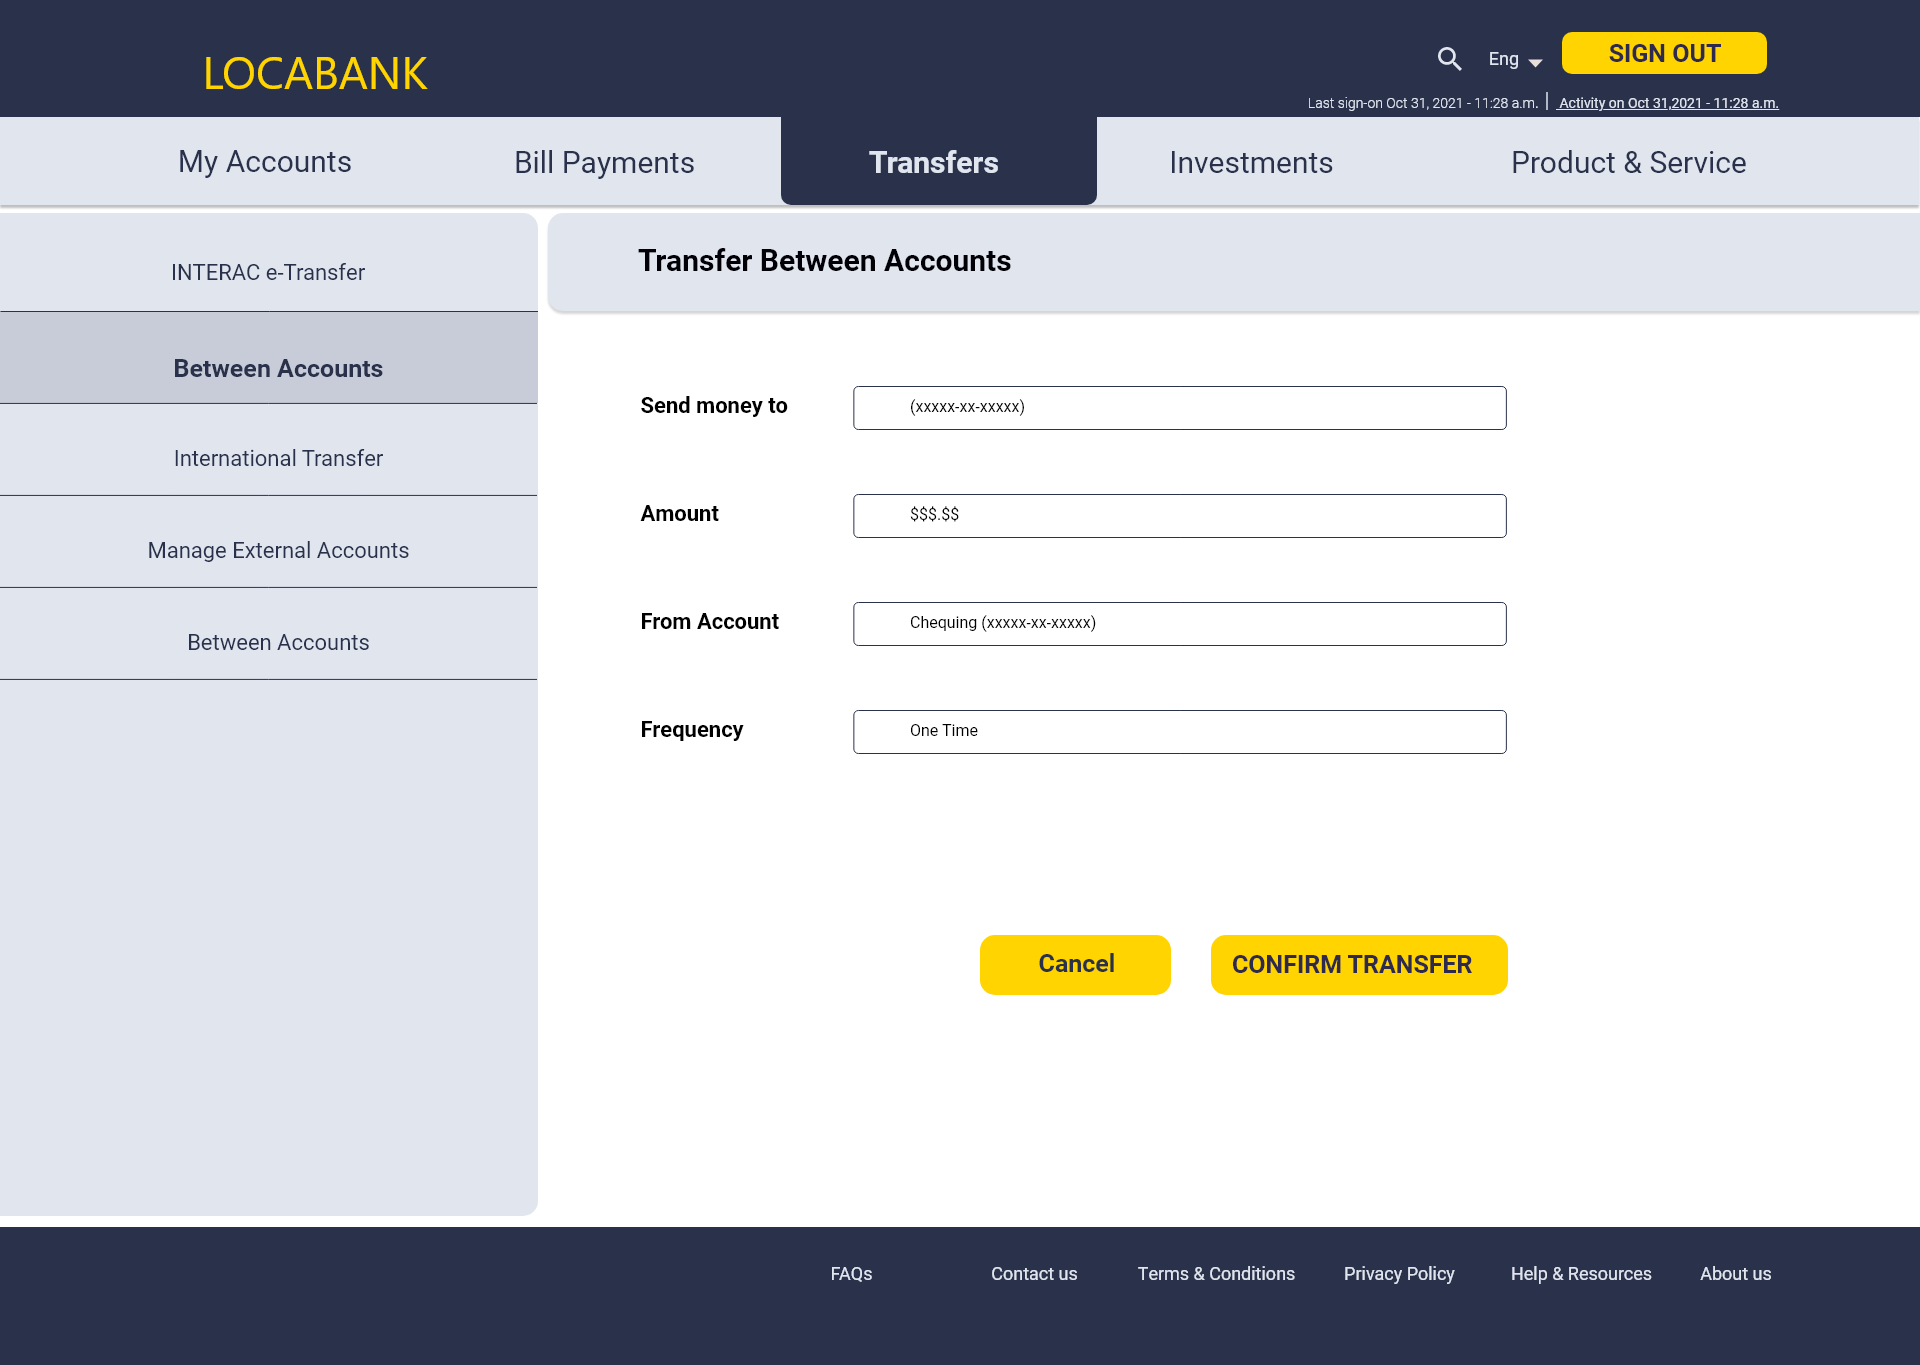 LOCABANK
Eng
SIGN OUT
Last sign-on Oct 31, 2021 - 11:28 a.m.
Activity on Oct 31,2021 - 11:28 a.m.
My Accounts
Bill Payments
Transfers
Investments
Product & Service
INTERAC e-Transfer
Between Accounts
International Transfer
Manage External Accounts
Between Accounts
Transfer Between Accounts
Send money to
(xxxxx-xx-xxxxx)
Amount
$$$.$$
From Account
Chequing (xxxxx-xx-xxxxx)
Frequency
One Time
Cancel
CONFIRM TRANSFER
FAQs
Contact us
Terms & Conditions
Privacy Policy
Help & Resources
About us